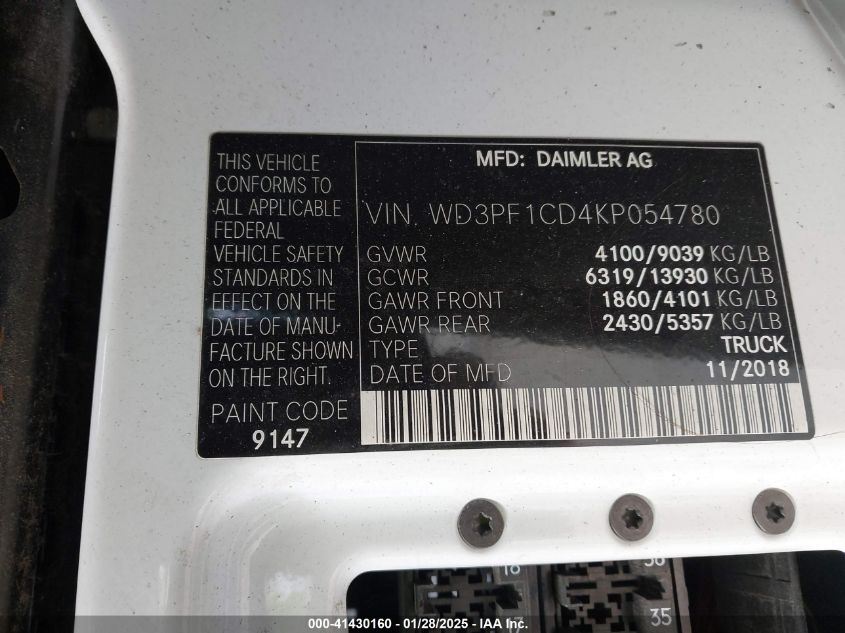 MFD: DAIMLER AG
THIS VEHICLE
CONFORMS TO
ALL APPLICABLE
FEDERAL
VEHICLE SAFETY
STANDARDS IN
EFFECT ON THE
DATE OF MANU-
FACTURE SHOWN
ON THE RIGHT.
PAINT CODE
9147
VIN. WD3PF1CD4KP054780
GVWR 4100/9039 KG/LB
GCWR 6319/13930 KG/LB
GAWR FRONT 1860/4101 KG/LB
GAWR REAR 2430/5357 KG/LB
TYPE TRUCK
DATE OF MFD 11/2018
18
36
35
000-41430160 - 01/28/2025 - IAA Inc.